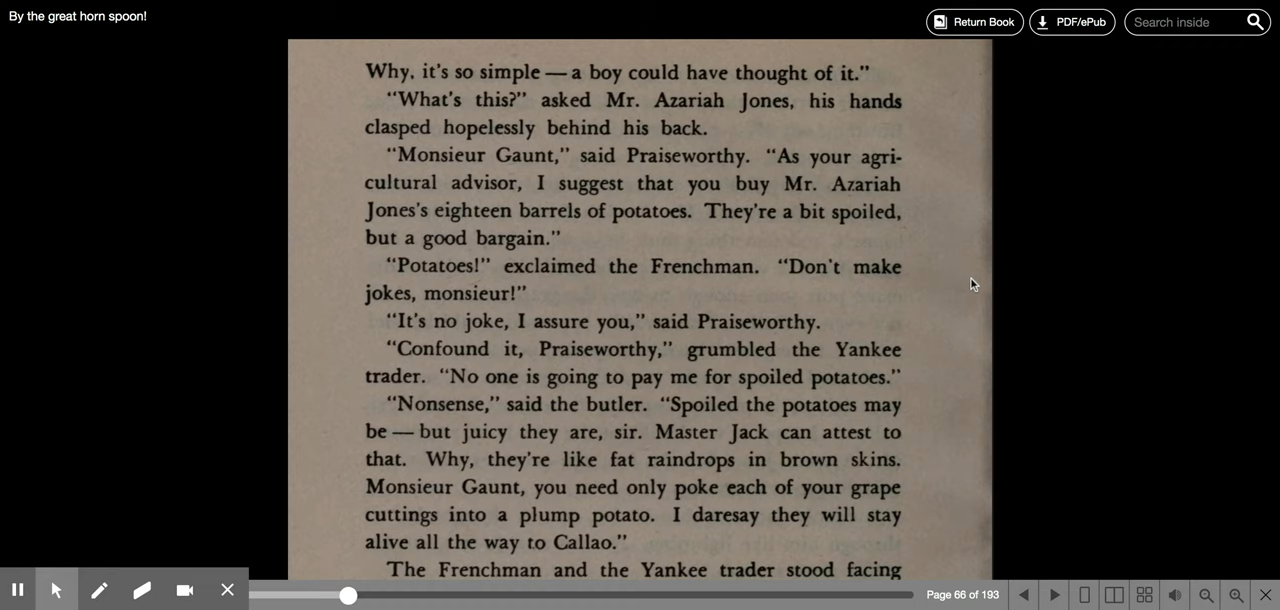 By the great horn spoon!
Return Book
PDF/ePub
Search inside
Why, it's so simple — a boy could have thought of it."
"What's this?" asked Mr. Azariah Jones, his hands
clasped hopelessly behind his back.
"Monsieur Gaunt," said Praiseworthy. "As your agri-
cultural advisor, I suggest that you buy Mr. Azariah
Jones's eighteen barrels of potatoes. They're a bit spoiled,
but a good bargain."
"Potatoes!" exclaimed the Frenchman. "Don't make
jokes, monsieur!"
"It's no joke, I assure you," said Praiseworthy.
"Confound it, Praiseworthy," grumbled the Yankee
trader. "No one is going to pay me for spoiled potatoes."
"Nonsense," said the butler. "Spoiled the potatoes may
be — but juicy they are, sir. Master Jack can attest to
that. Why, they're like fat raindrops in brown skins.
Monsieur Gaunt, you need only poke each of your grape
cuttings into a plump potato. I daresay they will stay
alive all the way to Callao."
The Frenchman and the Yankee trader stood facing
Page 66 of 193